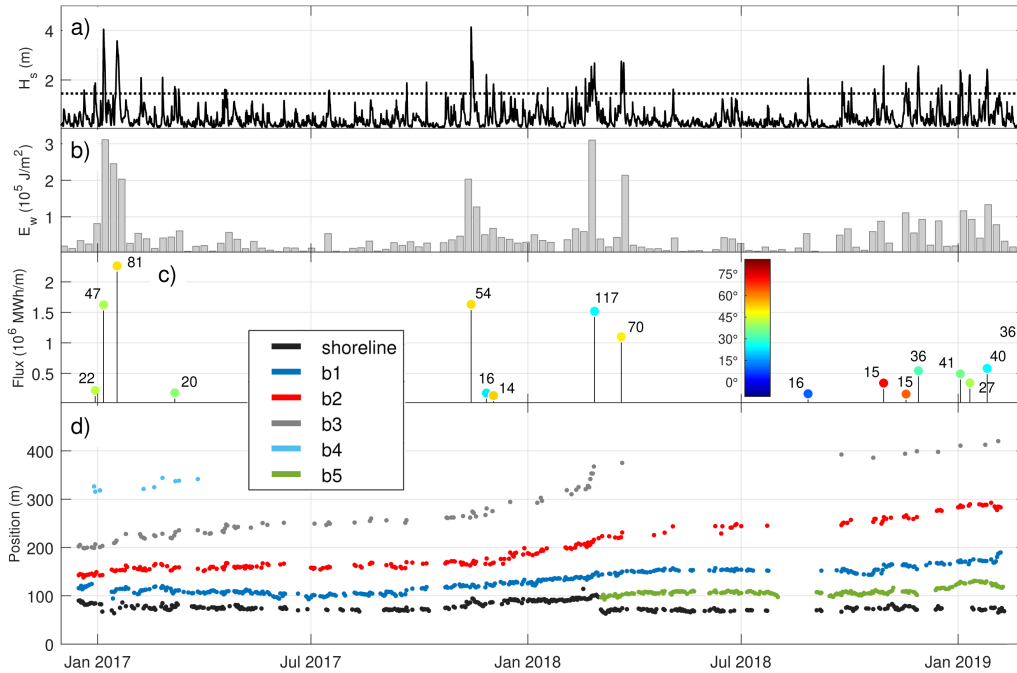 a)
4
2
H_s (m)
b)
3
2
1
E_w (10^5 J/m^2)
c)
2
1.5
1
0.5
Flux (10^6 MWh/m)
22
47
81
20
54
16
14
117
70
16
15
15
36
41
27
40
36
75°
60°
45°
30°
15°
0°
shoreline
b1
b2
b3
b4
b5
d)
400
300
200
100
0
Position (m)
Jan 2017
Jul 2017
Jan 2018
Jul 2018
Jan 2019